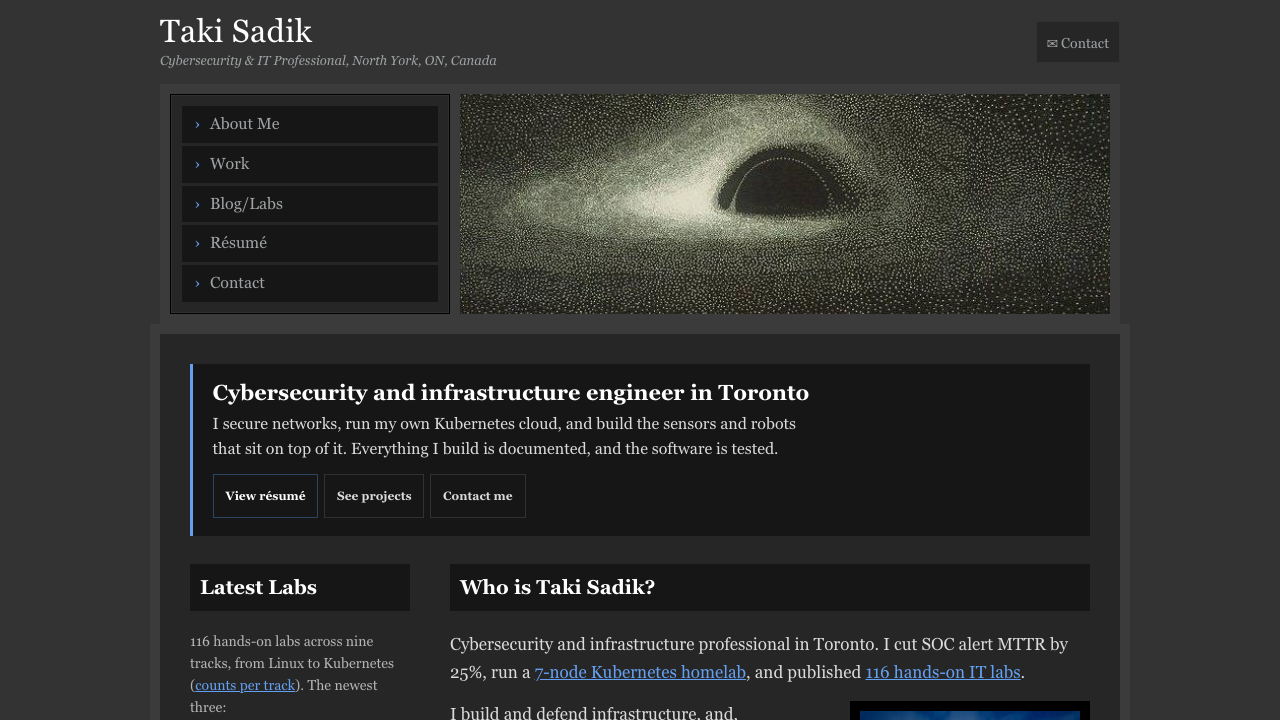 Taki Sadik
Cybersecurity & IT Professional, North York, ON, Canada
✉ Contact
› About Me
› Work
› Blog/Labs
› Résumé
› Contact
Cybersecurity and infrastructure engineer in Toronto
I secure networks, run my own Kubernetes cloud, and build the sensors and robots
that sit on top of it. Everything I build is documented, and the software is tested.
View résumé
See projects
Contact me
Latest Labs
116 hands-on labs across nine
tracks, from Linux to Kubernetes
(counts per track). The newest
three:
Who is Taki Sadik?
Cybersecurity and infrastructure professional in Toronto. I cut SOC alert MTTR by
25%, run a 7-node Kubernetes homelab, and published 116 hands-on IT labs.
I build and defend infrastructure, and,